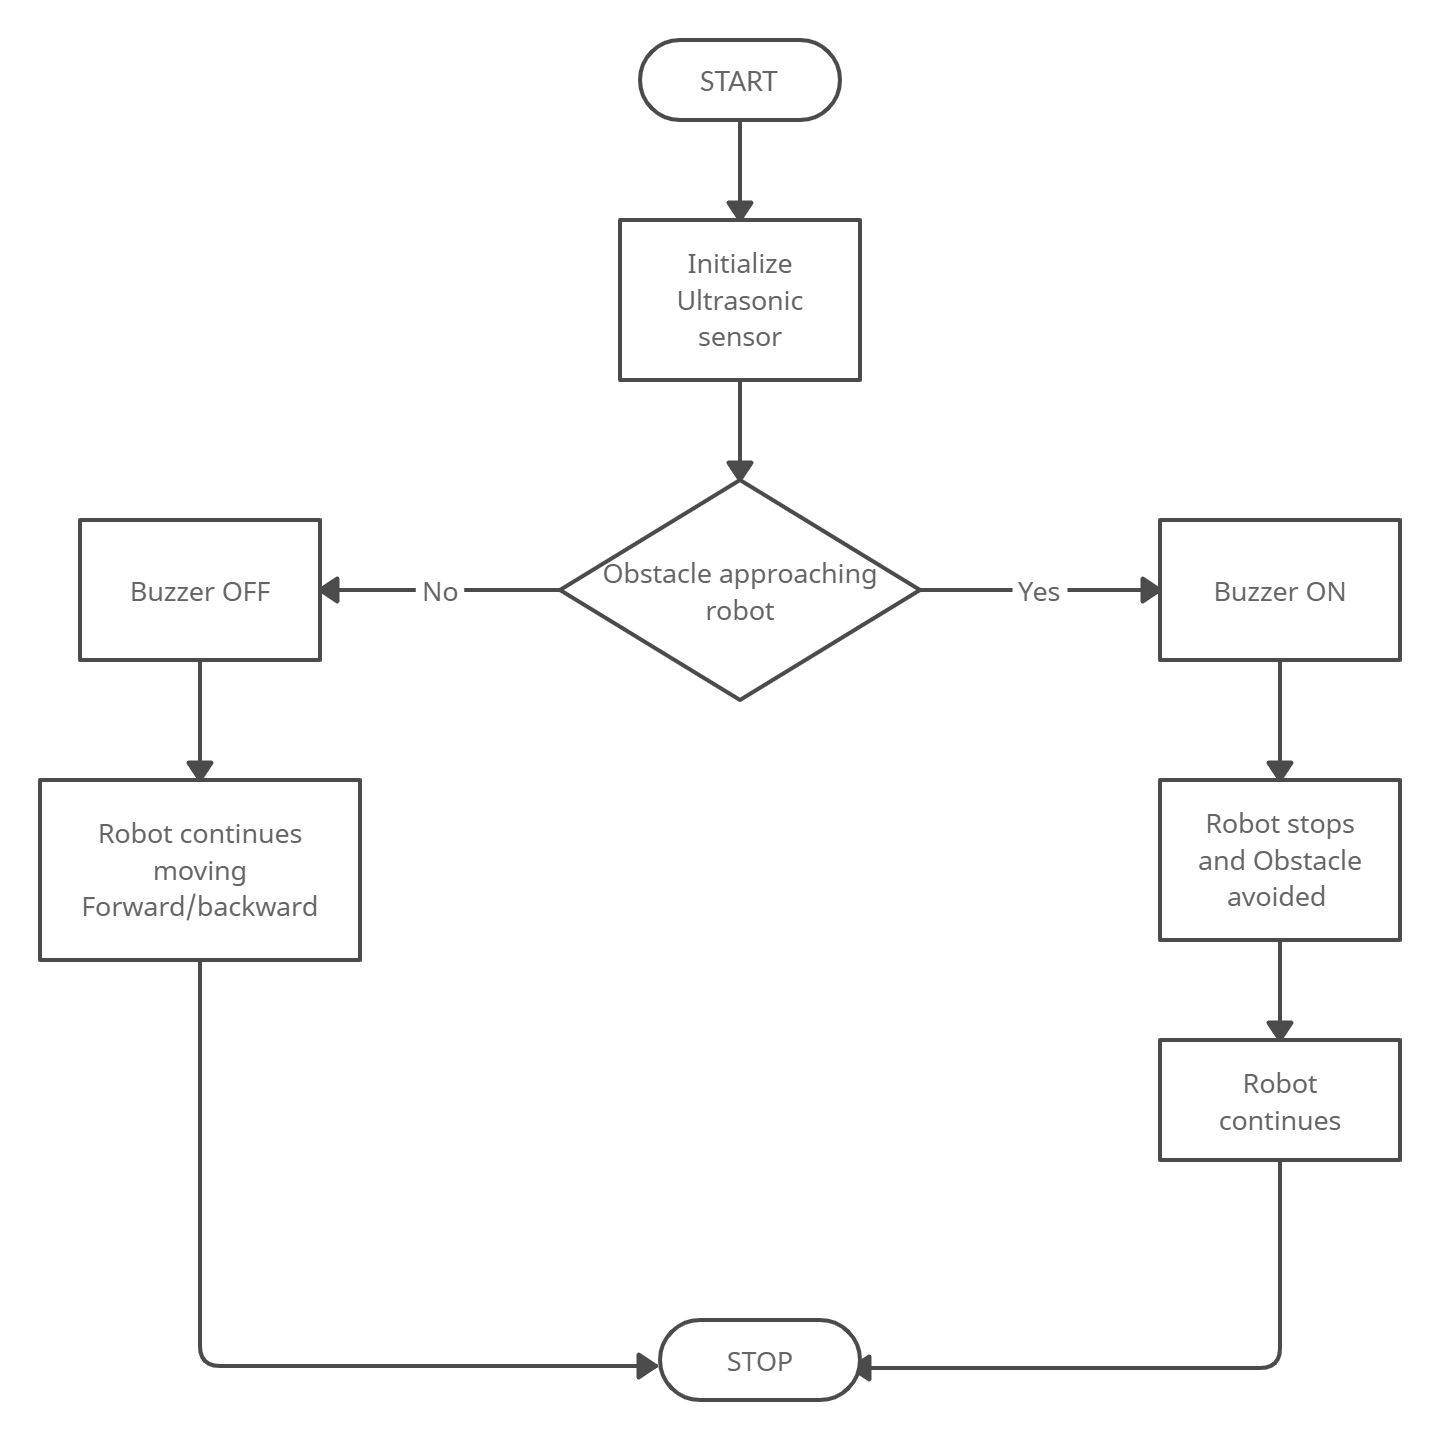 START
Initialize
Ultrasonic
sensor
Obstacle approaching
robot
No
Yes
Buzzer OFF
Buzzer ON
Robot continues
moving
Forward/backward
Robot stops
and Obstacle
avoided
Robot
continues
STOP